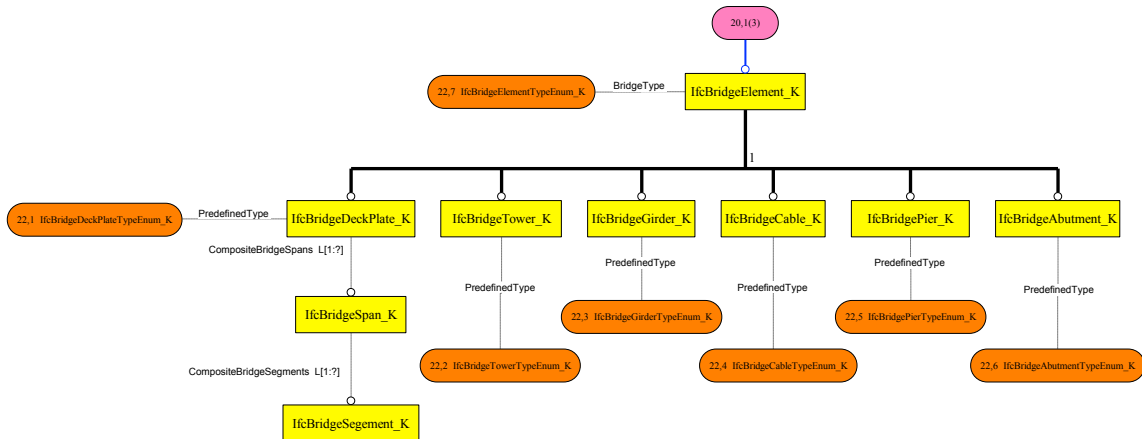 20,1(3)
BridgeType
22,7 IfcBridgeElementTypeEnum_K
IfcBridgeElement_K
1
PredefinedType
22,1 IfcBridgeDeckPlateTypeEnum_K
IfcBridgeDeckPlate_K
IfcBridgeTower_K
IfcBridgeGirder_K
IfcBridgeCable_K
IfcBridgePier_K
IfcBridgeAbutment_K
CompositeBridgeSpans L[1:?]
PredefinedType
PredefinedType
PredefinedType
PredefinedType
PredefinedType
IfcBridgeSpan_K
22,3 IfcBridgeGirderTypeEnum_K
22,5 IfcBridgePierTypeEnum_K
22,2 IfcBridgeTowerTypeEnum_K
22,4 IfcBridgeCableTypeEnum_K
22,6 IfcBridgeAbutmentTypeEnum_K
CompositeBridgeSegments L[1:?]
IfcBridgeSegement_K